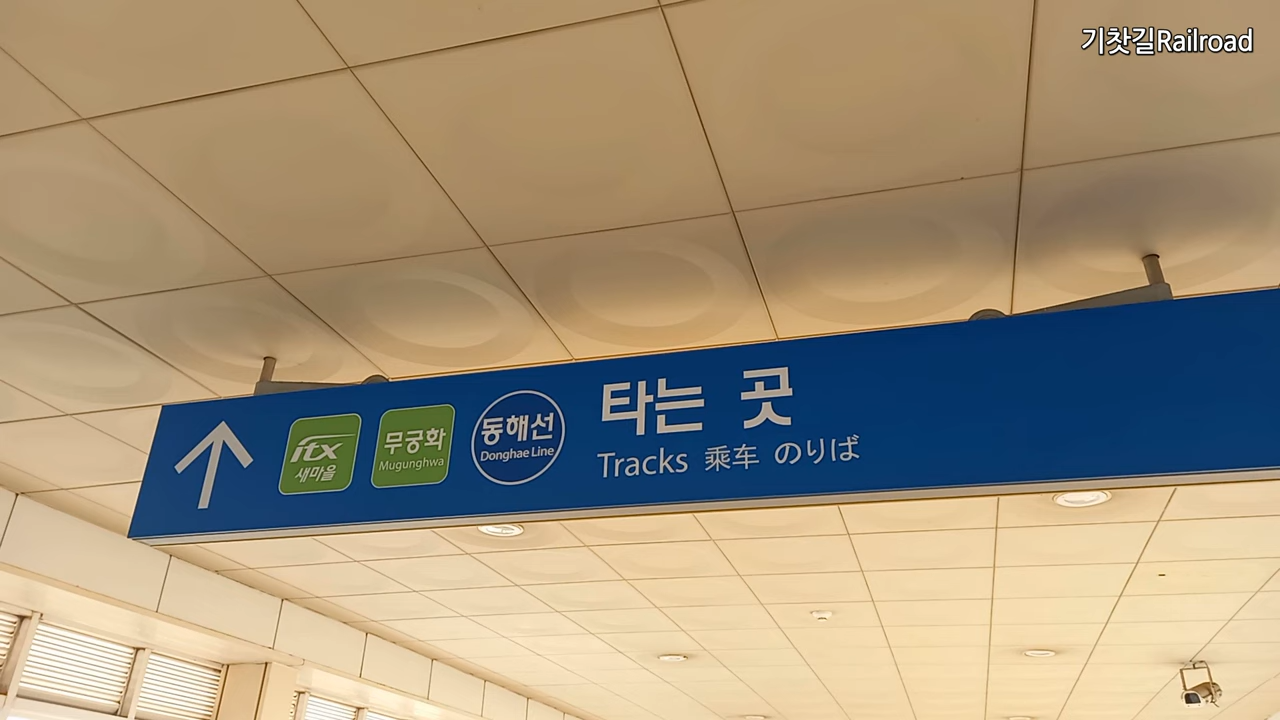 기찻길Railroad
itx
새마을
무궁화
Mugunghwa
동해선
Donghae Line
타는 곳
Tracks 乘车 のりば